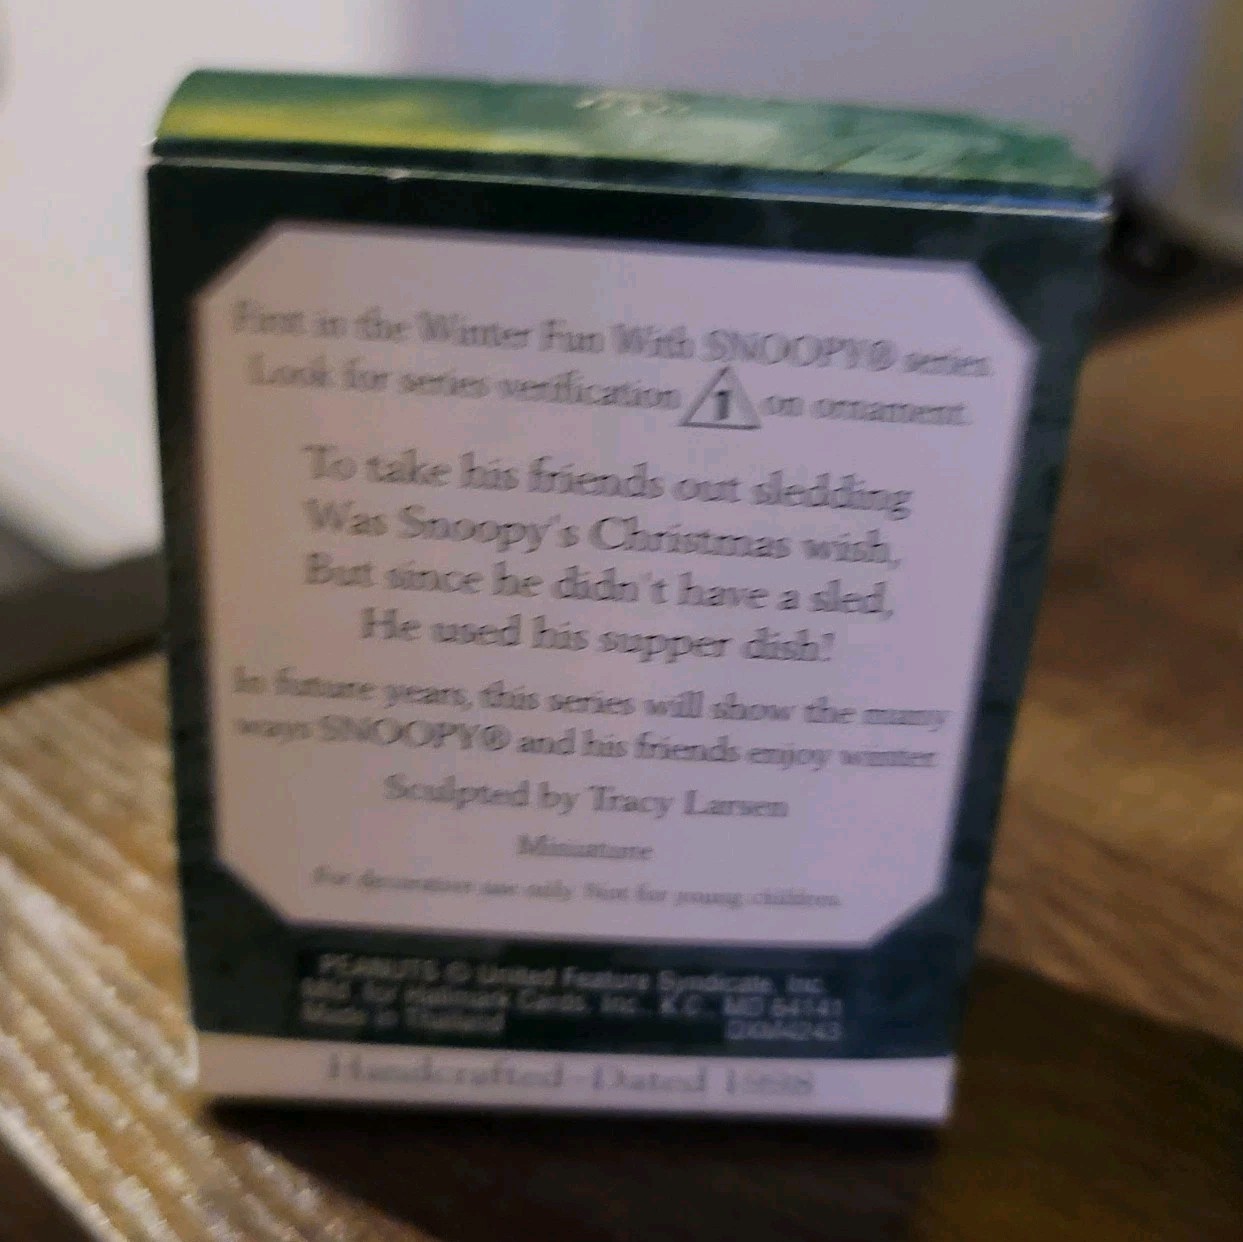 First in the Winter Fun With SNOOPY® series.
Look for series verification 1 on ornament.
To take his friends out sledding
Was Snoopy's Christmas wish,
But since he didn't have a sled,
He used his supper dish!
In future years, this series will show the many
ways SNOOPY® and his friends enjoy winter.
Sculpted by Tracy Larsen
Miniature
For decorative use only. Not for young children.
PEANUTS © United Feature Syndicate, Inc.
Mfd. for Hallmark Cards, Inc., K.C., MO 64141
Made in Thailand
QXM4243
Handcrafted Dated 1998